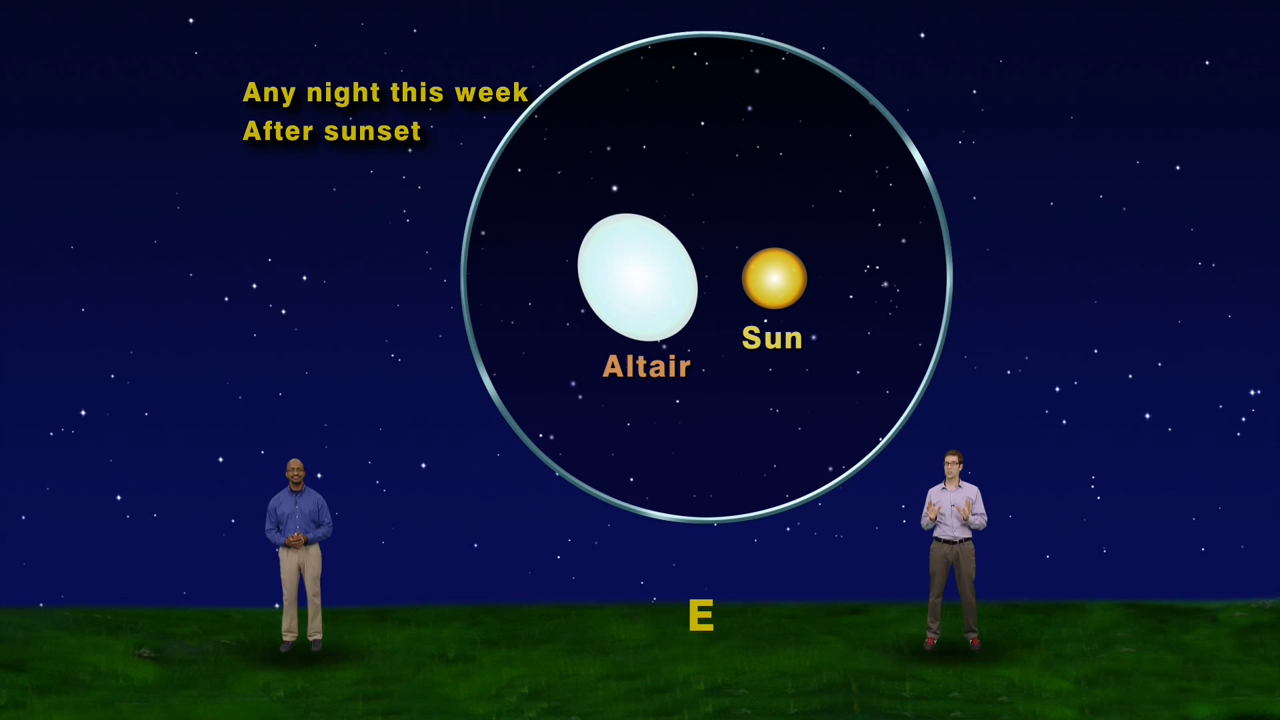 Any night this week
After sunset
Sun
Altair
E